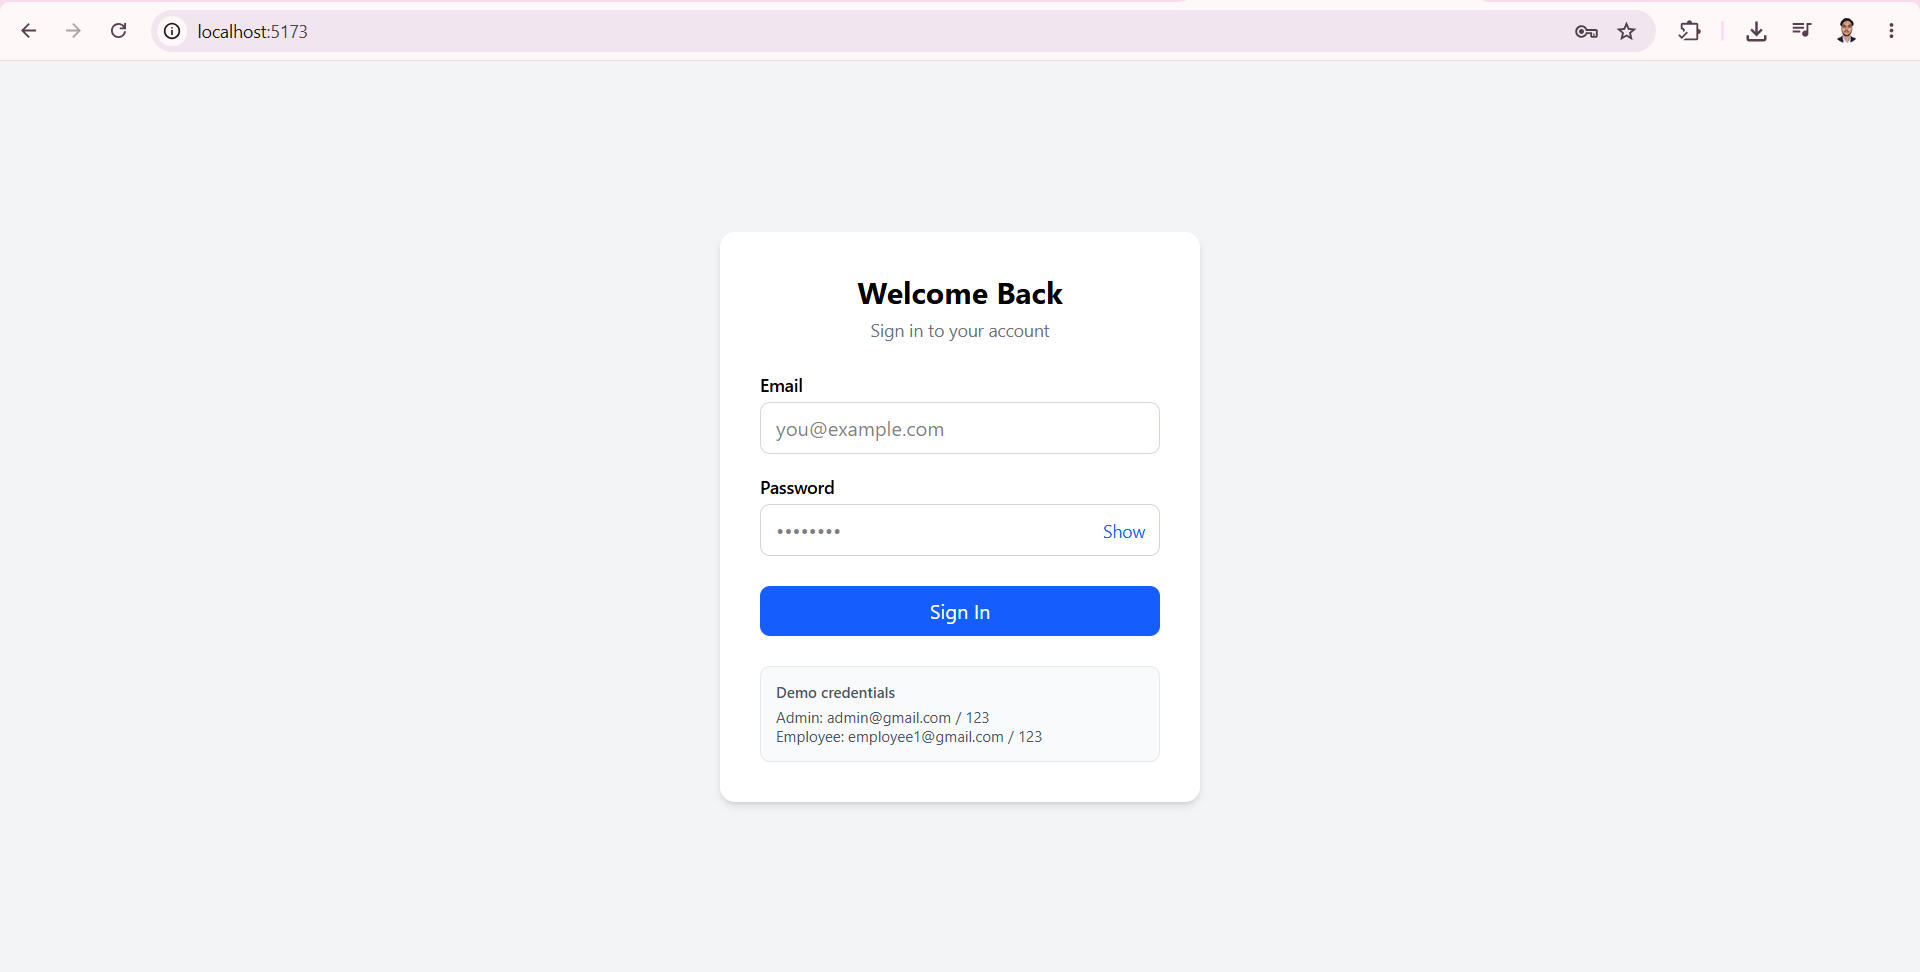 localhost:5173
Welcome Back
Sign in to your account
Email
you@example.com
Password
••••••••
Show
Sign In
Demo credentials
Admin: admin@gmail.com / 123
Employee: employee1@gmail.com / 123